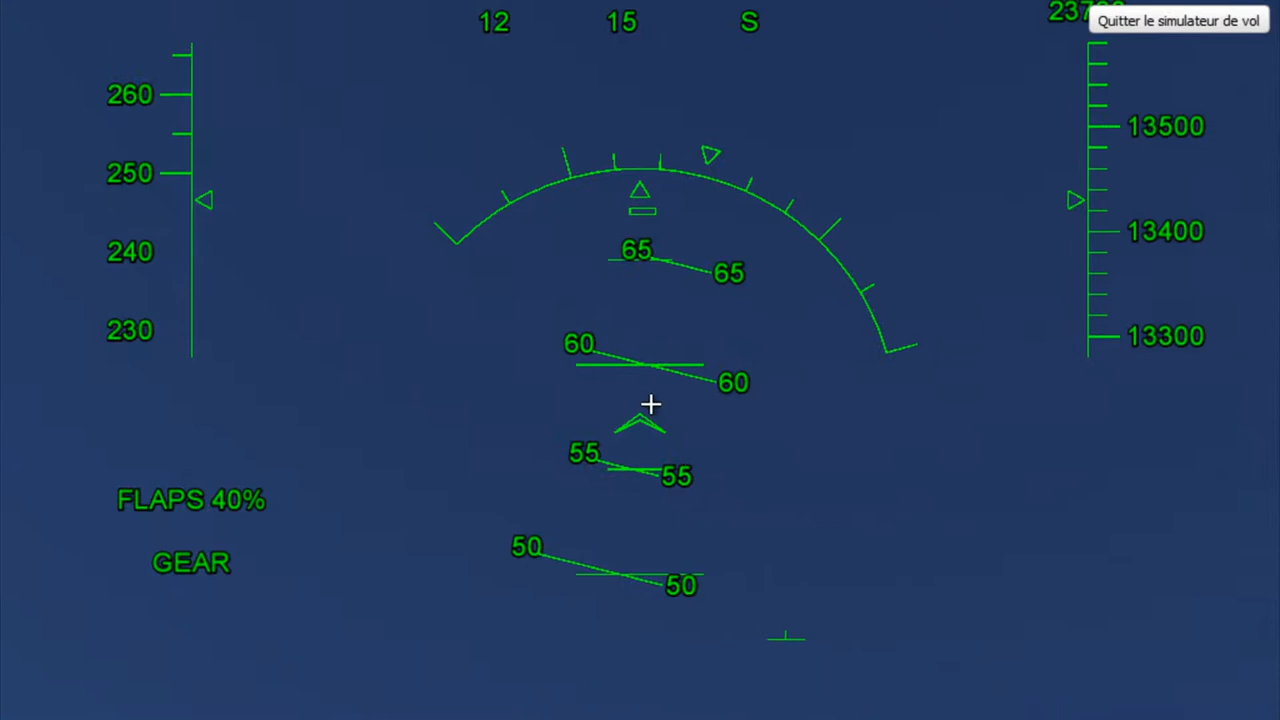 12 15 S
Quitter le simulateur de vol
260
250
240
230
13500
13400
13300
65 65
60 60
55 55
50 50
FLAPS 40%
GEAR